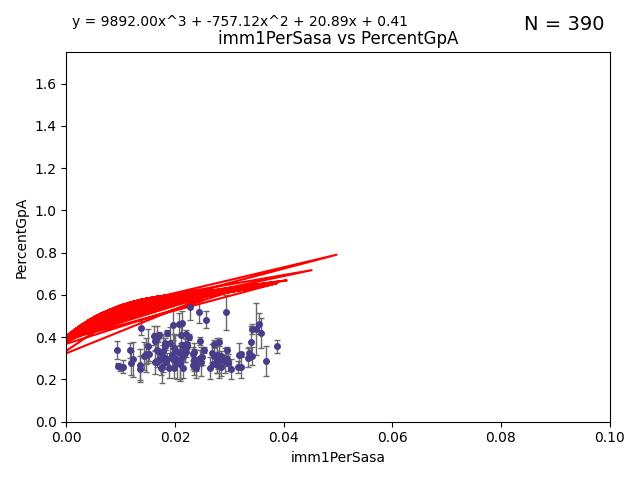 y = 9892.00x^3 + -757.12x^2 + 20.89x + 0.41
N = 390
imm1PerSasa vs PercentGpA
PercentGpA
1.6
1.4
1.2
1.0
0.8
0.6
0.4
0.2
0.0
0.00 0.02 0.04 0.06 0.08 0.10
imm1PerSasa